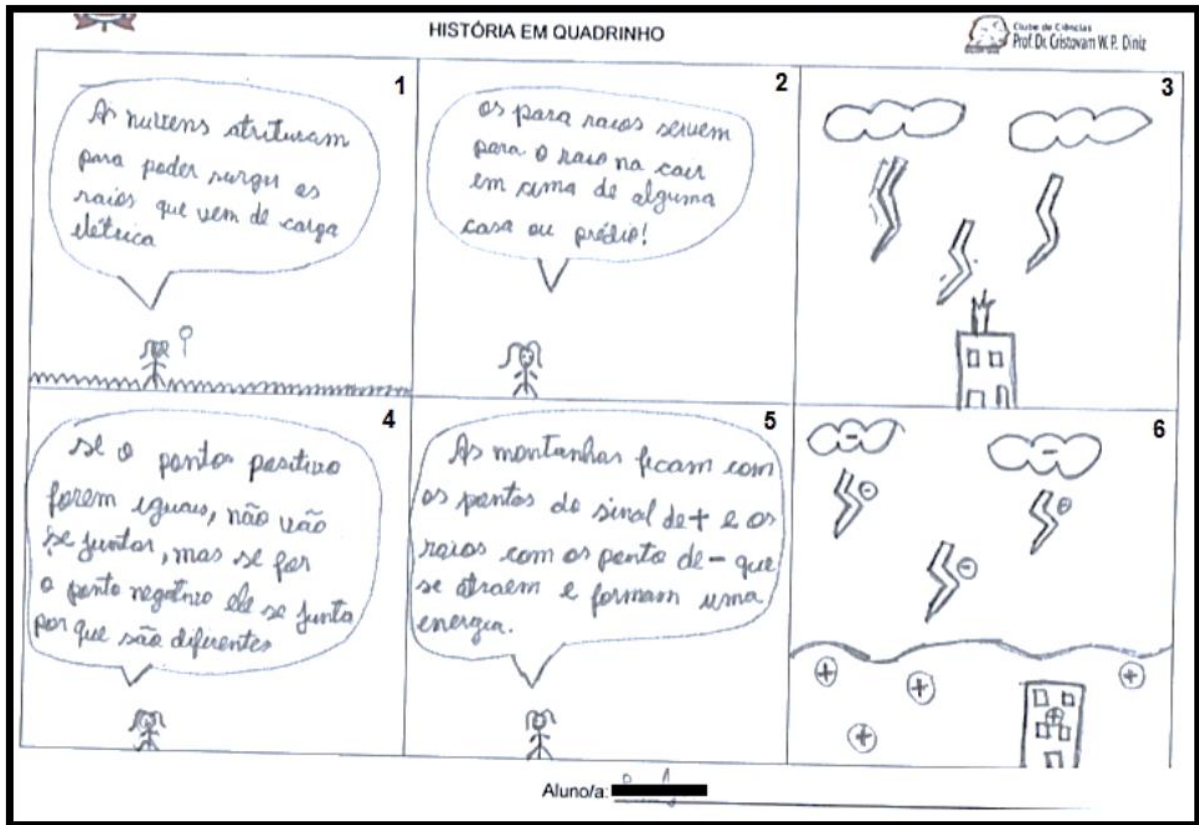 HISTÓRIA EM QUADRINHO
Clube de Ciências
Prof. Dr. Cristovam W. P. Diniz
1
As nuvens atrituram
para poder surgir os
raios que vem de carga
elétrica
2
os para raios servem
para o raio na cair
em cima de alguma
casa ou prédio!
3
4
se o pontos positivo
forem iguais, não vão
se juntar, mas se for
o ponto negativo ele se junta
por que são diferentes
5
As montanhas ficam com
os pontos do sinal de + e os
raios com os ponto de - que
se atraem e formam uma
energia.
6
- -
- -
-
+ + +
+ +
Aluno/a: